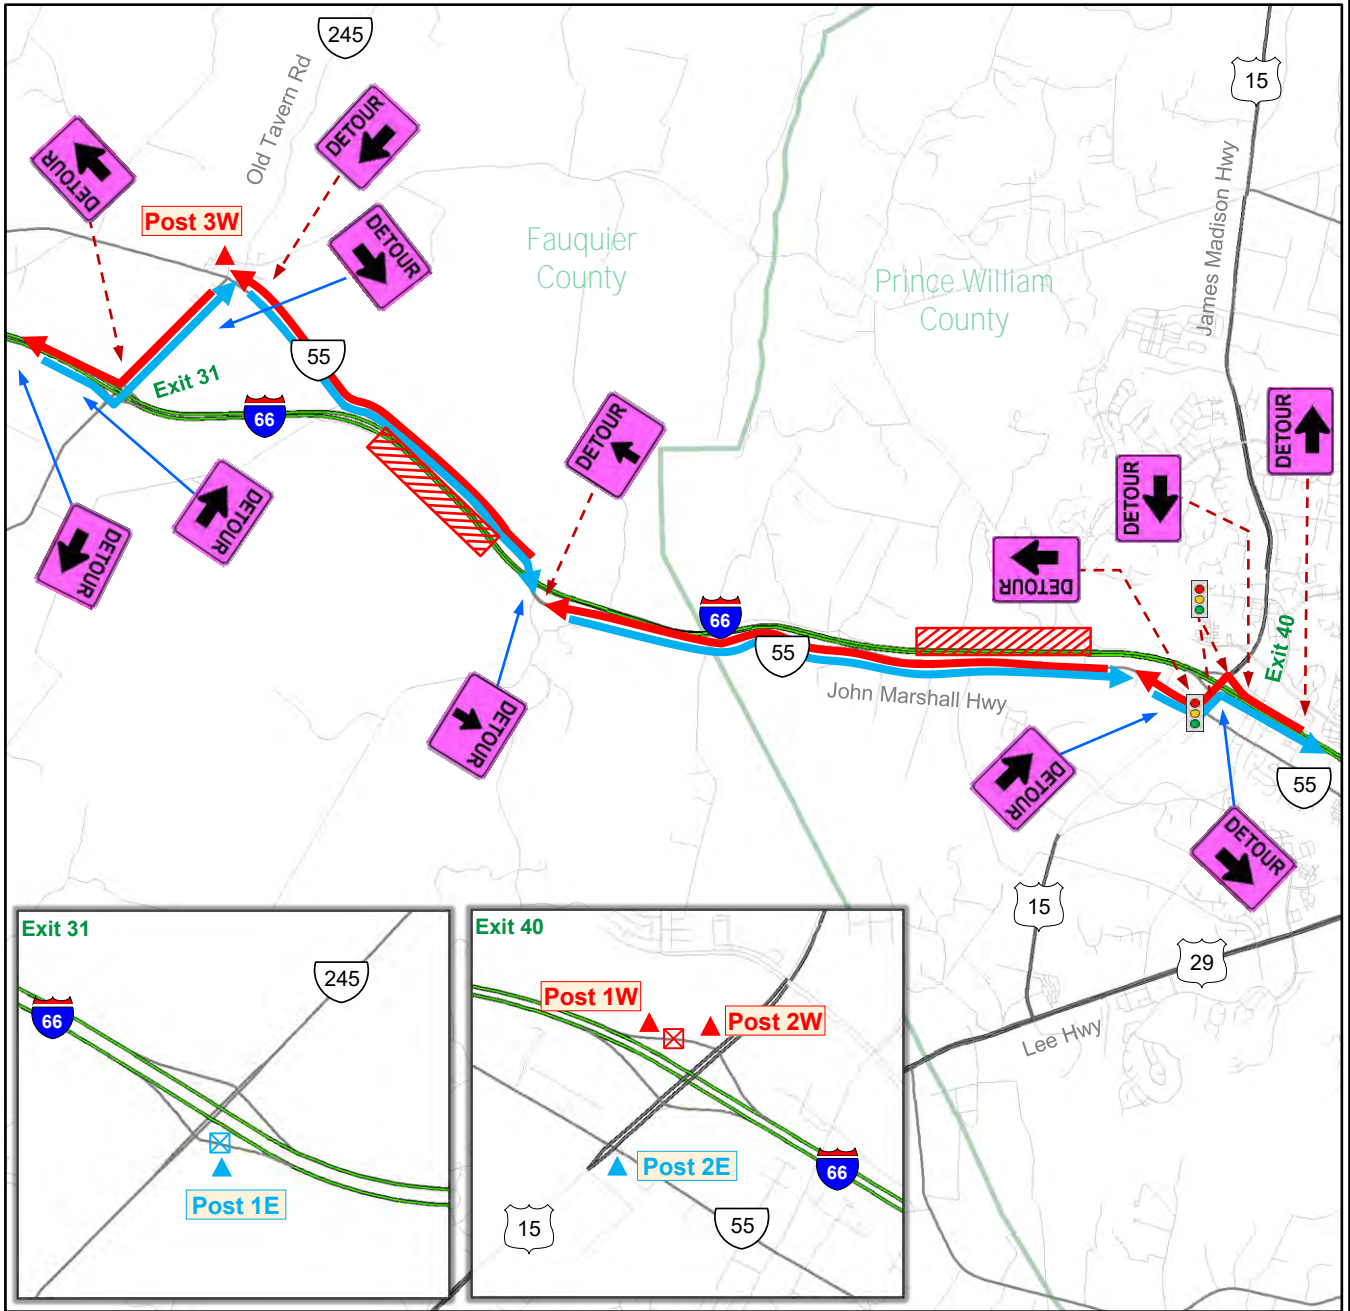 245
15
Old Tavern Rd
DETOUR
DETOUR
James Madison Hwy
Post 3W
DETOUR
Fauquier
County
Prince William
County
55
Exit 31
66
DETOUR
DETOUR
DETOUR
DETOUR
DETOUR
DETOUR
DETOUR
66
55
Exit 40
John Marshall Hwy
DETOUR
DETOUR
55
DETOUR
15
29
Lee Hwy
Exit 31
245
66
Post 1E
Exit 40
Post 1W
Post 2W
Post 2E
66
15
55